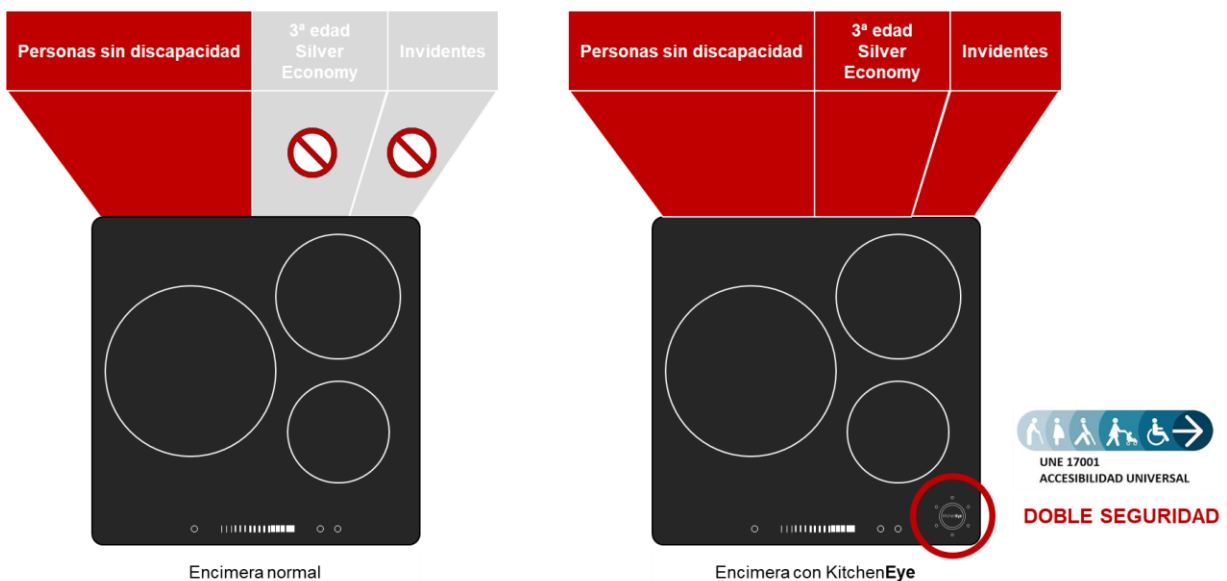 Personas sin discapacidad
3ª edad
Silver
Economy
Invidentes
Personas sin discapacidad
3ª edad
Silver
Economy
Invidentes
KitchenEye
UNE 17001
ACCESIBILIDAD UNIVERSAL
DOBLE SEGURIDAD
Encimera normal
Encimera con KitchenEye